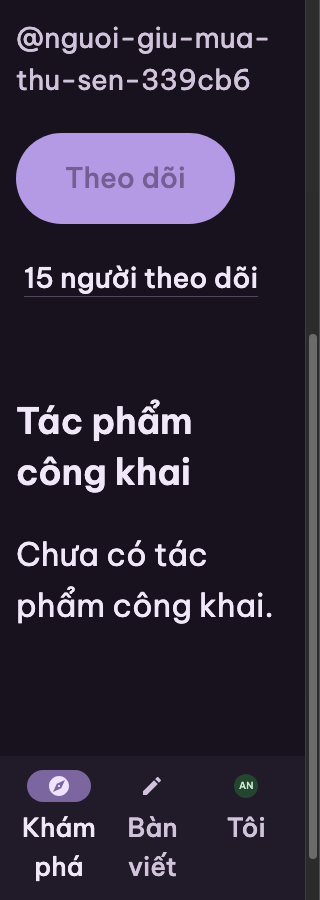 @nguoi-giu-mua-
thu-sen-339cb6
Theo dõi
15 người theo dõi
Tác phẩm
công khai
Chưa có tác
phẩm công khai.
AN
Khám
phá
Bàn
viết
Tôi